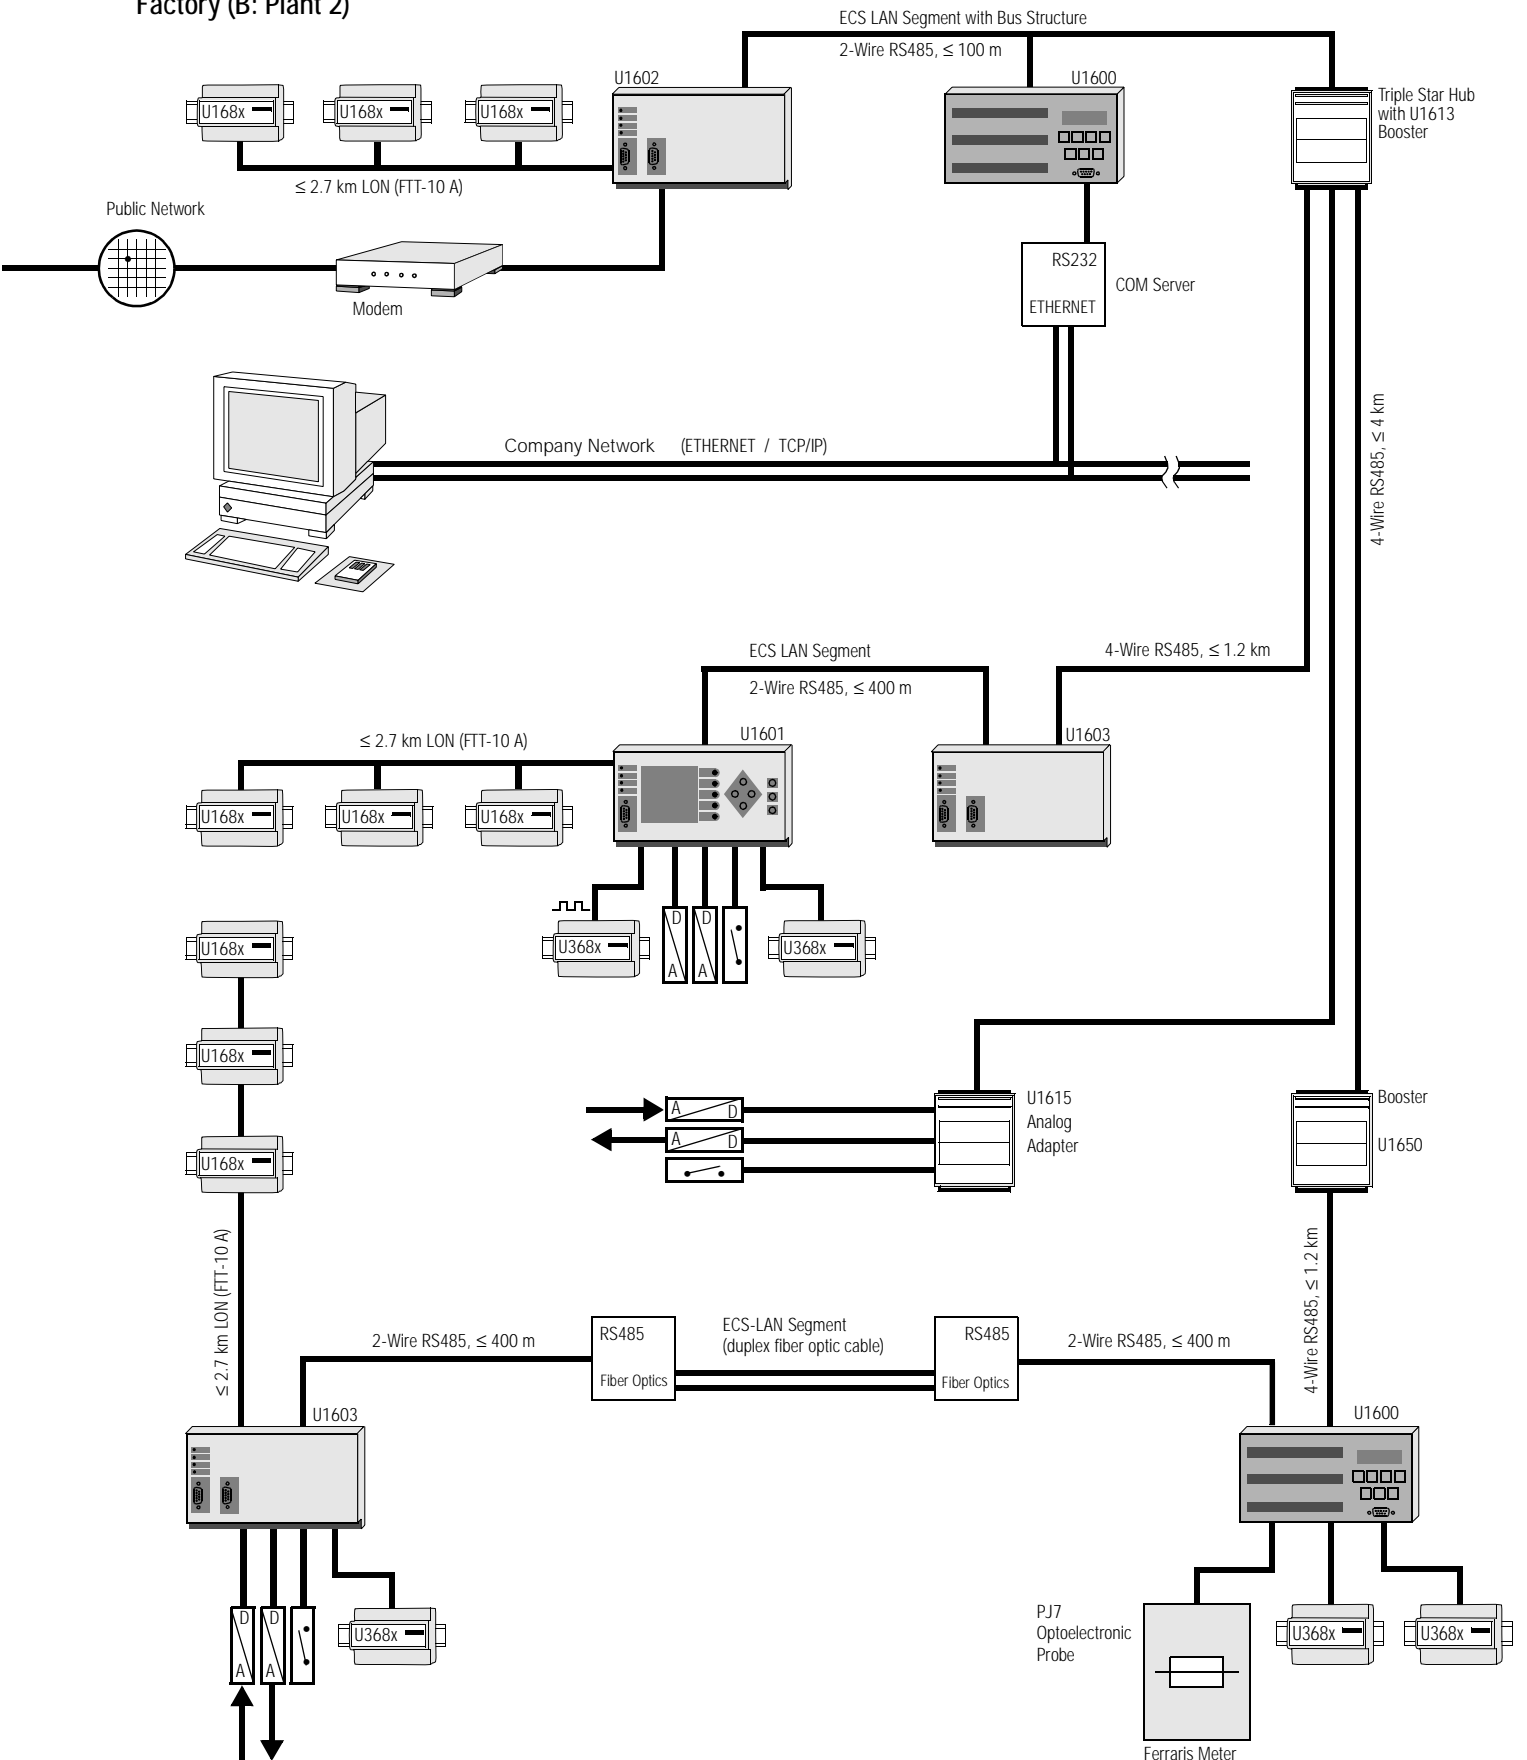 Factory (B: Plant 2)
ECS LAN Segment with Bus Structure
2-Wire RS485, ≤ 100 m
U1602
U1600
Triple Star Hub
with U1613
Booster
U168x
U168x
U168x
≤ 2.7 km LON (FTT-10 A)
Public Network
Modem
RS232
ETHERNET
COM Server
Company Network (ETHERNET / TCP/IP)
4-Wire RS485, ≤ 4 km
ECS LAN Segment
2-Wire RS485, ≤ 400 m
4-Wire RS485, ≤ 1.2 km
≤ 2.7 km LON (FTT-10 A)
U1601
U1603
U168x
U168x
U168x
U368x
D
A
D
A
U368x
U168x
U168x
U168x
A
D
A
D
U1615
Analog
Adapter
Booster
U1650
≤ 2.7 km LON (FTT-10 A)
4-Wire RS485, ≤ 1.2 km
2-Wire RS485, ≤ 400 m
RS485
Fiber Optics
ECS-LAN Segment
(duplex fiber optic cable)
RS485
Fiber Optics
2-Wire RS485, ≤ 400 m
U1603
U1600
D
A
D
A
U368x
PJ7
Optoelectronic
Probe
U368x
U368x
Ferraris Meter